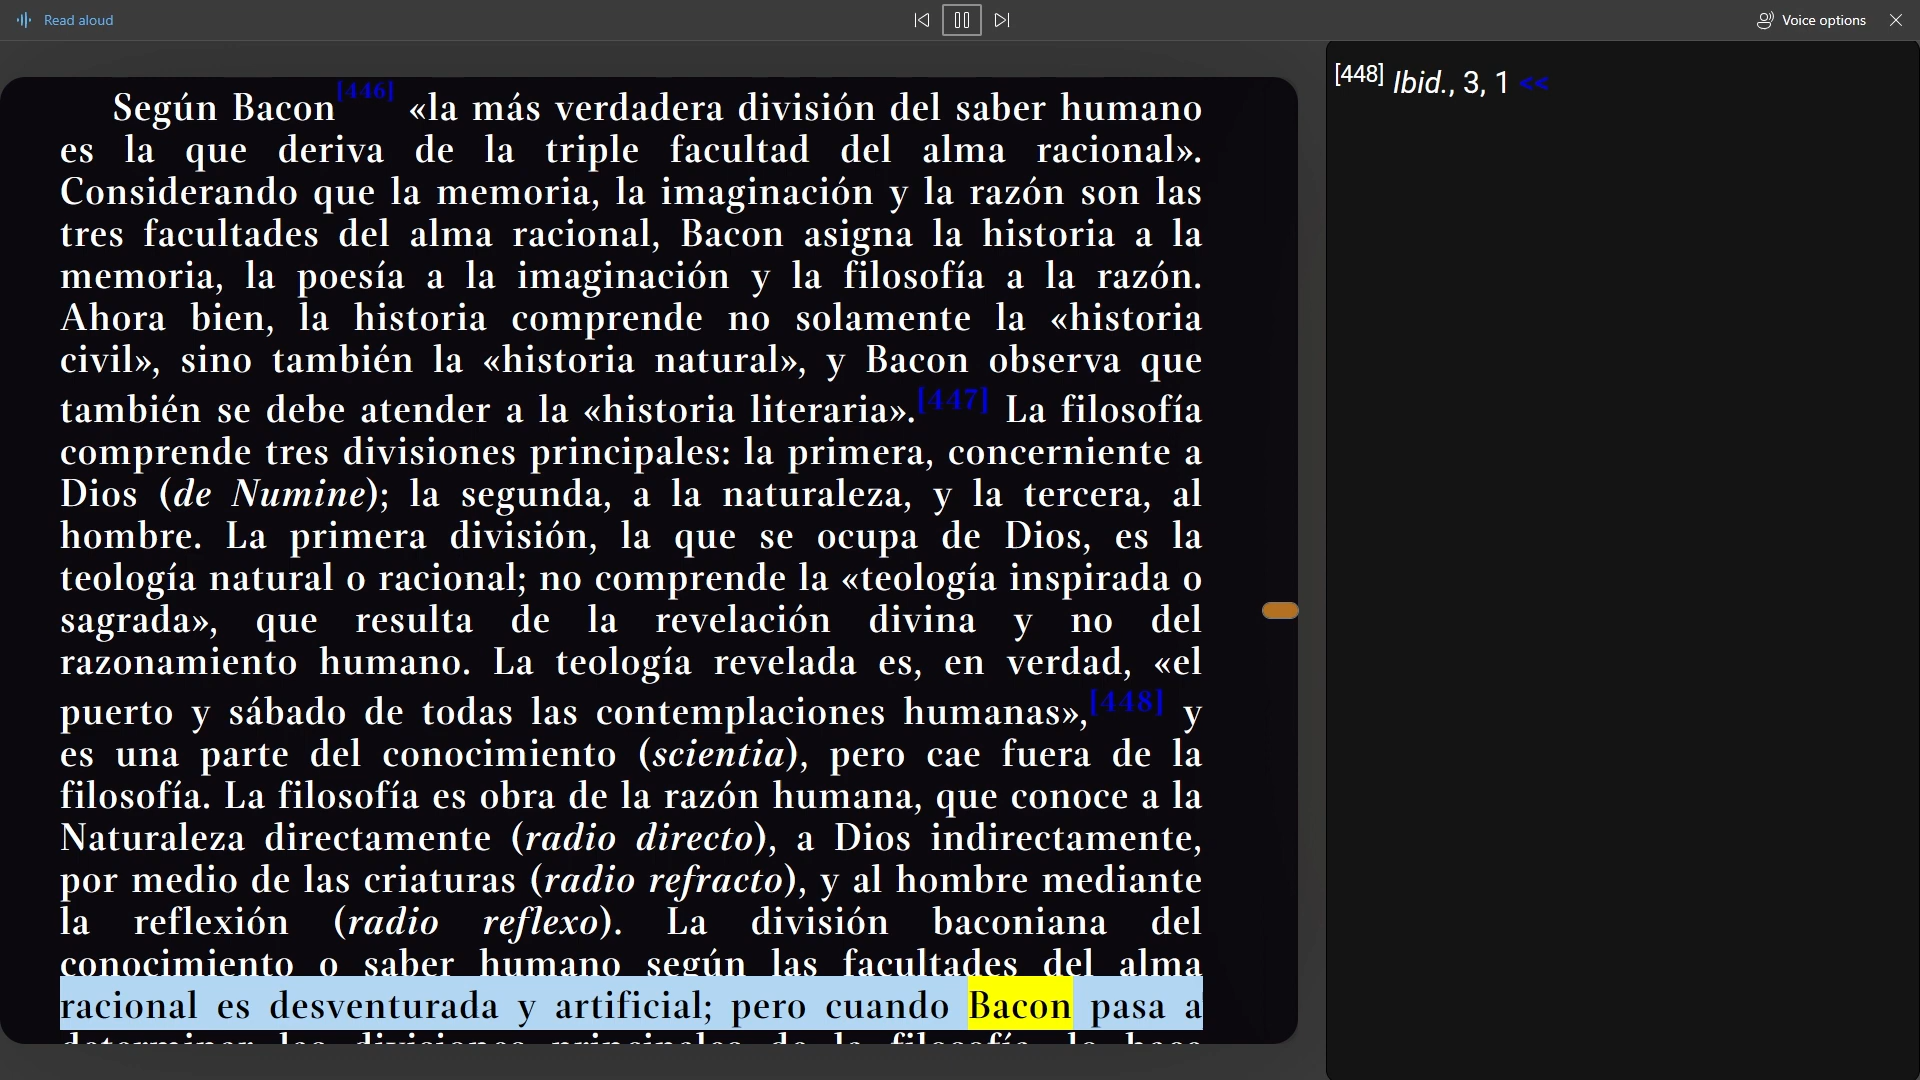 Read aloud
Voice options
Según Bacon[446] «la más verdadera división del saber humano
es la que deriva de la triple facultad del alma racional».
Considerando que la memoria, la imaginación y la razón son las
tres facultades del alma racional, Bacon asigna la historia a la
memoria, la poesía a la imaginación y la filosofía a la razón.
Ahora bien, la historia comprende no solamente la «historia
civil», sino también la «historia natural», y Bacon observa que
también se debe atender a la «historia literaria».[447] La filosofía
comprende tres divisiones principales: la primera, concerniente a
Dios (de Numine); la segunda, a la naturaleza, y la tercera, al
hombre. La primera división, la que se ocupa de Dios, es la
teología natural o racional; no comprende la «teología inspirada o
sagrada», que resulta de la revelación divina y no del
razonamiento humano. La teología revelada es, en verdad, «el
puerto y sábado de todas las contemplaciones humanas»,[448] y
es una parte del conocimiento (scientia), pero cae fuera de la
filosofía. La filosofía es obra de la razón humana, que conoce a la
Naturaleza directamente (radio directo), a Dios indirectamente,
por medio de las criaturas (radio refracto), y al hombre mediante
la reflexión (radio reflexo). La división baconiana del
conocimiento o saber humano según las facultades del alma
racional es desventurada y artificial; pero cuando Bacon pasa a
determinar las divisiones principales de la filosofía, lo hace
[448] Ibid., 3, 1 <<